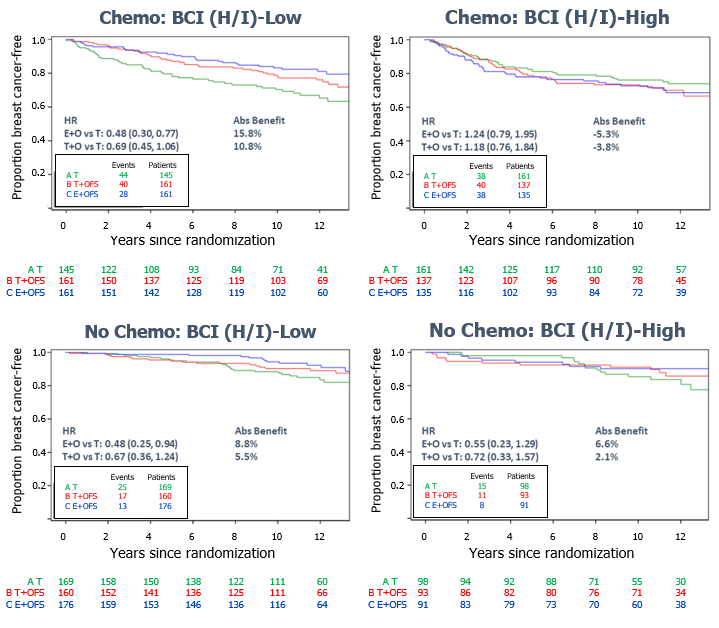 Chemo: BCI (H/I)-Low
Proportion breast cancer-free
1.0
0.8
0.6
0.4
0.2
HR Abs Benefit
E+O vs T: 0.48 (0.30, 0.77) 15.8%
T+O vs T: 0.69 (0.45, 1.06) 10.8%
Events Patients
A T 44 145
B T+OFS 40 161
C E+OFS 28 161
0 2 4 6 8 10 12
Years since randomization
A T 145 122 108 93 84 71 41
B T+OFS 161 150 137 125 119 103 69
C E+OFS 161 151 142 128 119 102 60
Chemo: BCI (H/I)-High
Proportion breast cancer-free
1.0
0.8
0.6
0.4
0.2
HR Abs Benefit
E+O vs T: 1.24 (0.79, 1.95) -5.3%
T+O vs T: 1.18 (0.76, 1.84) -3.8%
Events Patients
A T 38 161
B T+OFS 40 137
C E+OFS 38 135
0 2 4 6 8 10 12
Years since randomization
A T 161 142 125 117 110 92 57
B T+OFS 137 123 107 96 90 78 45
C E+OFS 135 116 102 93 84 72 39
No Chemo: BCI (H/I)-Low
Proportion breast cancer-free
1.0
0.8
0.6
0.4
0.2
HR Abs Benefit
E+O vs T: 0.48 (0.25, 0.94) 8.8%
T+O vs T: 0.67 (0.36, 1.24) 5.5%
Events Patients
A T 25 169
B T+OFS 17 160
C E+OFS 13 176
0 2 4 6 8 10 12
Years since randomization
A T 169 158 150 138 122 111 60
B T+OFS 160 152 141 136 125 111 66
C E+OFS 176 159 153 146 136 116 64
No Chemo: BCI (H/I)-High
Proportion breast cancer-free
1.0
0.8
0.6
0.4
0.2
HR Abs Benefit
E+O vs T: 0.55 (0.23, 1.29) 6.6%
T+O vs T: 0.72 (0.33, 1.57) 2.1%
Events Patients
A T 15 98
B T+OFS 11 93
C E+OFS 8 91
0 2 4 6 8 10 12
Years since randomization
A T 98 94 92 88 71 55 30
B T+OFS 93 86 82 80 76 71 34
C E+OFS 91 83 79 73 70 60 38